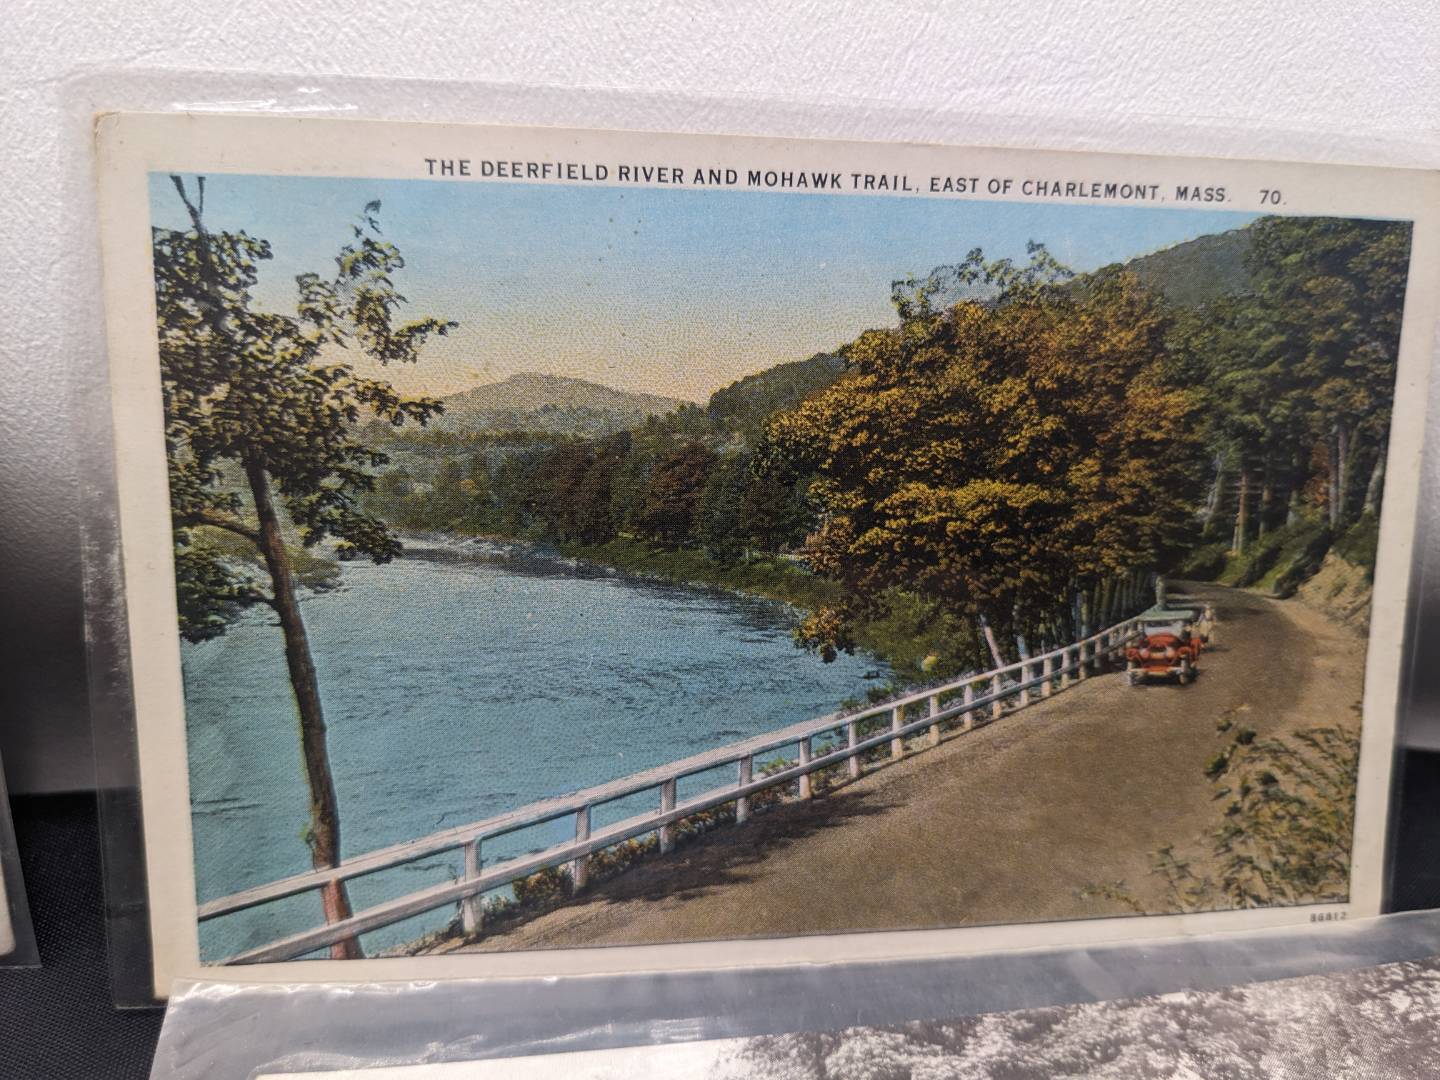 THE DEERFIELD RIVER AND MOHAWK TRAIL, EAST OF CHARLEMONT, MASS. 70.
86812